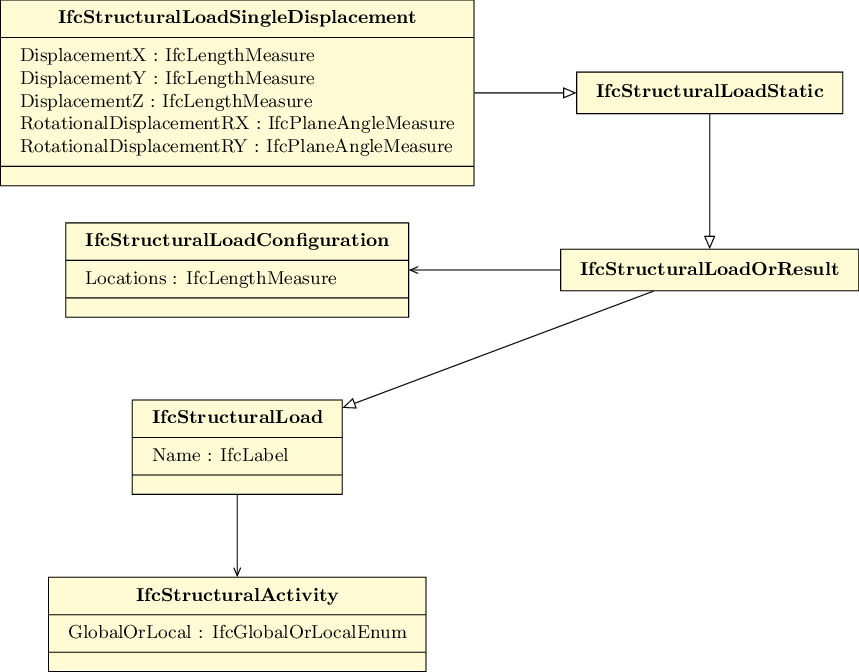 IfcStructuralLoadSingleDisplacement
DisplacementX : IfcLengthMeasure
DisplacementY : IfcLengthMeasure
DisplacementZ : IfcLengthMeasure
RotationalDisplacementRX : IfcPlaneAngleMeasure
RotationalDisplacementRY : IfcPlaneAngleMeasure
IfcStructuralLoadStatic
IfcStructuralLoadConfiguration
Locations : IfcLengthMeasure
IfcStructuralLoadOrResult
IfcStructuralLoad
Name : IfcLabel
IfcStructuralActivity
GlobalOrLocal : IfcGlobalOrLocalEnum